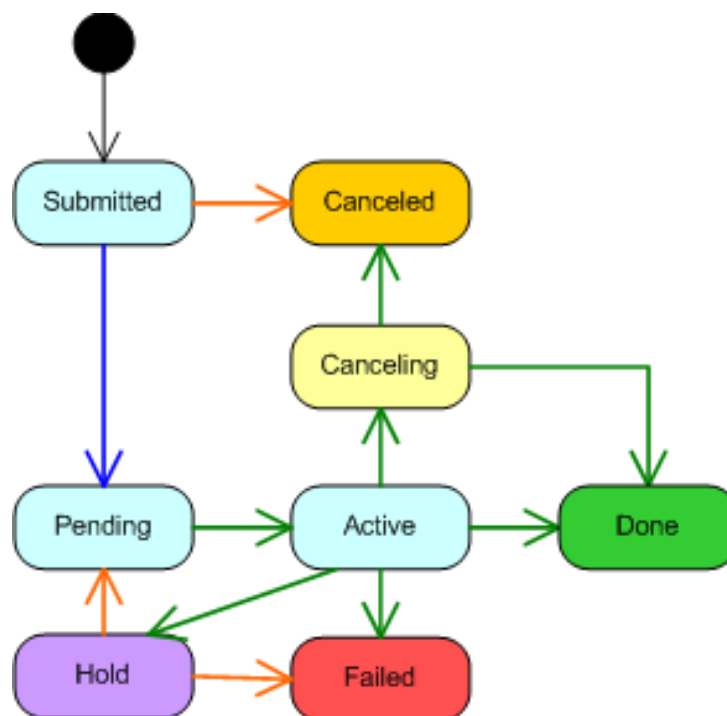 Submitted
Canceled
Canceling
Pending
Active
Done
Hold
Failed